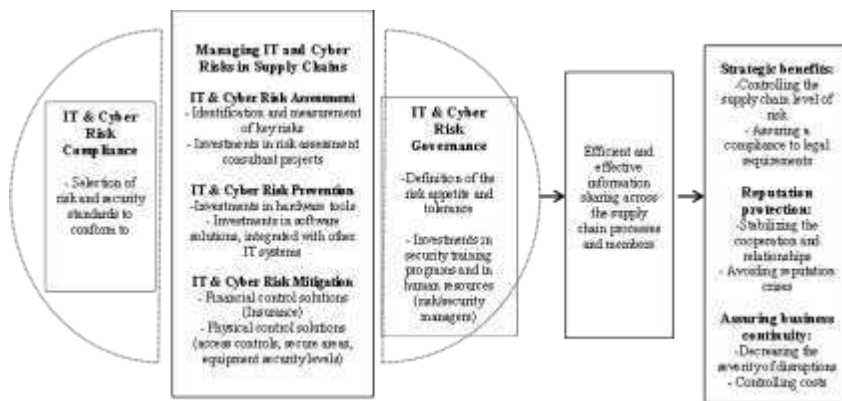 IT & Cyber
Risk
Compliance
- Selection of
risk and security
standards to
conform to
Managing IT and Cyber
Risks in Supply Chains
IT & Cyber Risk Assessment
- Identification and measurement
of key risks
- Investments in risk assessment
consultant projects
IT & Cyber Risk Prevention
-Investments in hardware tools
- Investments in software
solutions, integrated with other
IT systems
IT & Cyber Risk Mitigation
- Financial control solutions
(Insurance)
- Physical control solutions
(access controls, secure areas,
equipment security levels)
IT & Cyber
Risk
Governance
-Definition of the
risk appetite and
tolerance
- Investments in
security training
programs and in
human resources
(risk/security
managers)
Efficient and
effective
information
sharing across
the supply
chain processes
and members
Strategic benefits:
-Controlling the
supply chain level of
risk
- Assuring a
compliance to legal
requirements
Reputation
protection:
-Stabilizing the
cooperation and
relationships
- Avoiding reputation
crises
Assuring business
continuity:
-Decreasing the
severity of disruptions
- Controlling costs